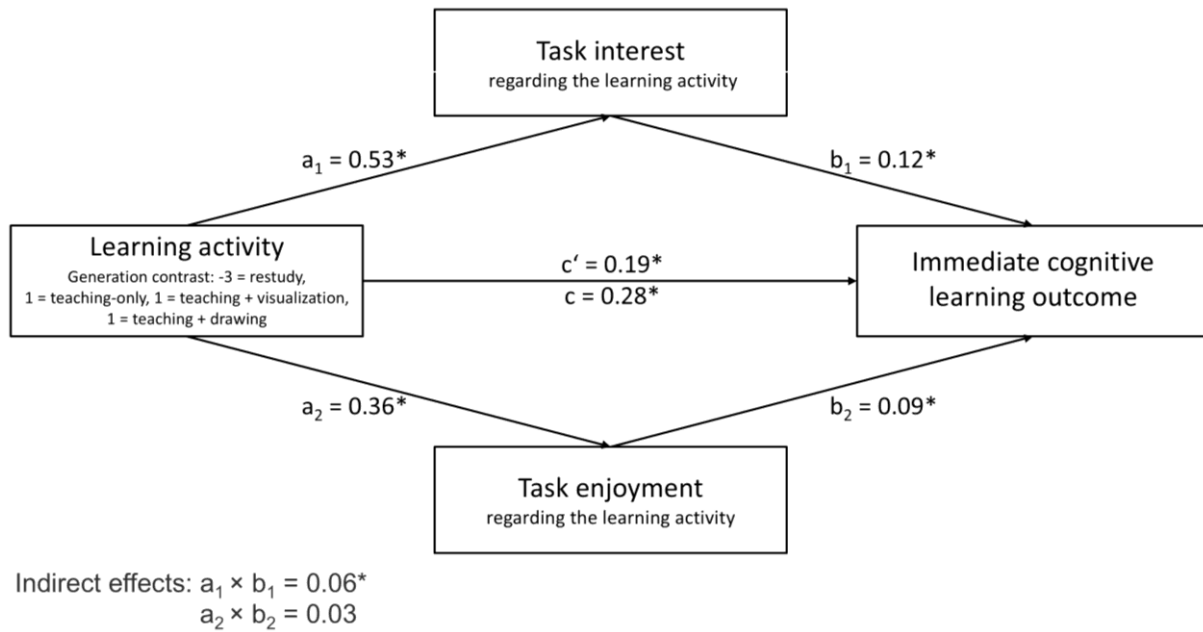 Task interest
regarding the learning activity
a₁ = 0.53*
b₁ = 0.12*
Learning activity
Generation contrast: -3 = restudy,
1 = teaching-only, 1 = teaching + visualization,
1 = teaching + drawing
c′ = 0.19*
c = 0.28*
Immediate cognitive
learning outcome
a₂ = 0.36*
b₂ = 0.09*
Task enjoyment
regarding the learning activity
Indirect effects: a₁ × b₁ = 0.06*
a₂ × b₂ = 0.03